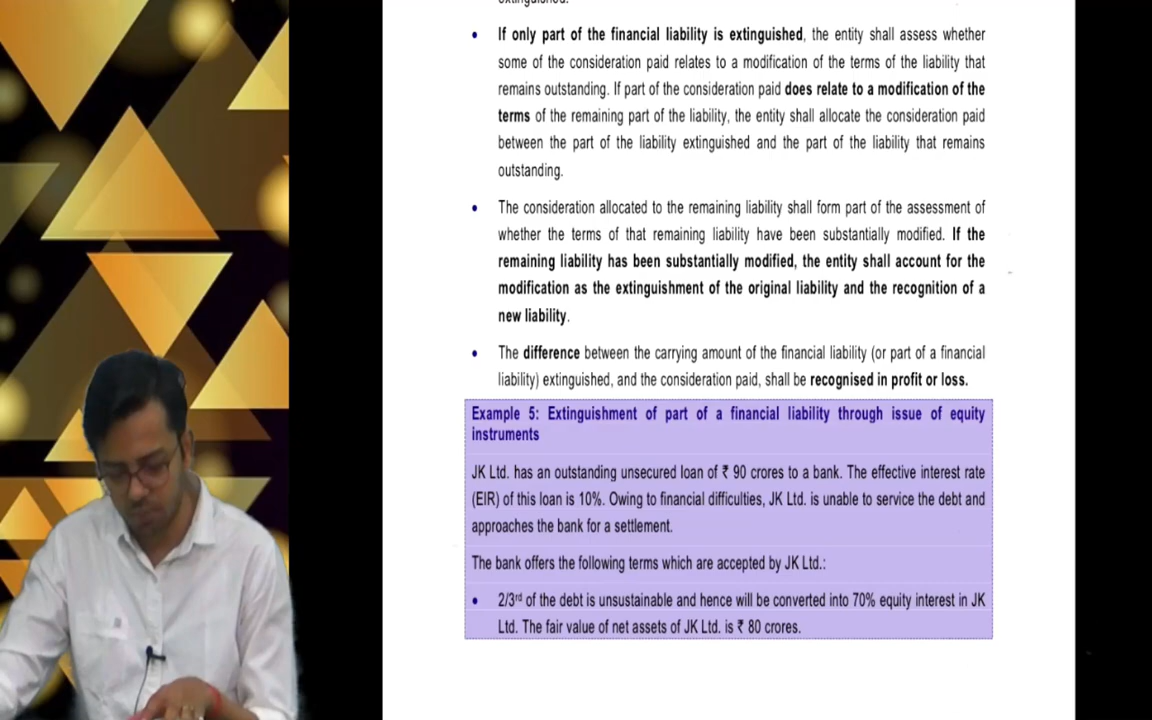 extinguished.
If only part of the financial liability is extinguished, the entity shall assess whether
some of the consideration paid relates to a modification of the terms of the liability that
remains outstanding. If part of the consideration paid does relate to a modification of the
terms of the remaining part of the liability, the entity shall allocate the consideration paid
between the part of the liability extinguished and the part of the liability that remains
outstanding.
The consideration allocated to the remaining liability shall form part of the assessment of
whether the terms of that remaining liability have been substantially modified. If the
remaining liability has been substantially modified, the entity shall account for the
modification as the extinguishment of the original liability and the recognition of a
new liability.
The difference between the carrying amount of the financial liability (or part of a financial
liability) extinguished, and the consideration paid, shall be recognised in profit or loss.
Example 5: Extinguishment of part of a financial liability through issue of equity
instruments
JK Ltd. has an outstanding unsecured loan of ₹ 90 crores to a bank. The effective interest rate
(EIR) of this loan is 10%. Owing to financial difficulties, JK Ltd. is unable to service the debt and
approaches the bank for a settlement.
The bank offers the following terms which are accepted by JK Ltd.:
2/3rd of the debt is unsustainable and hence will be converted into 70% equity interest in JK
Ltd. The fair value of net assets of JK Ltd. is ₹ 80 crores.